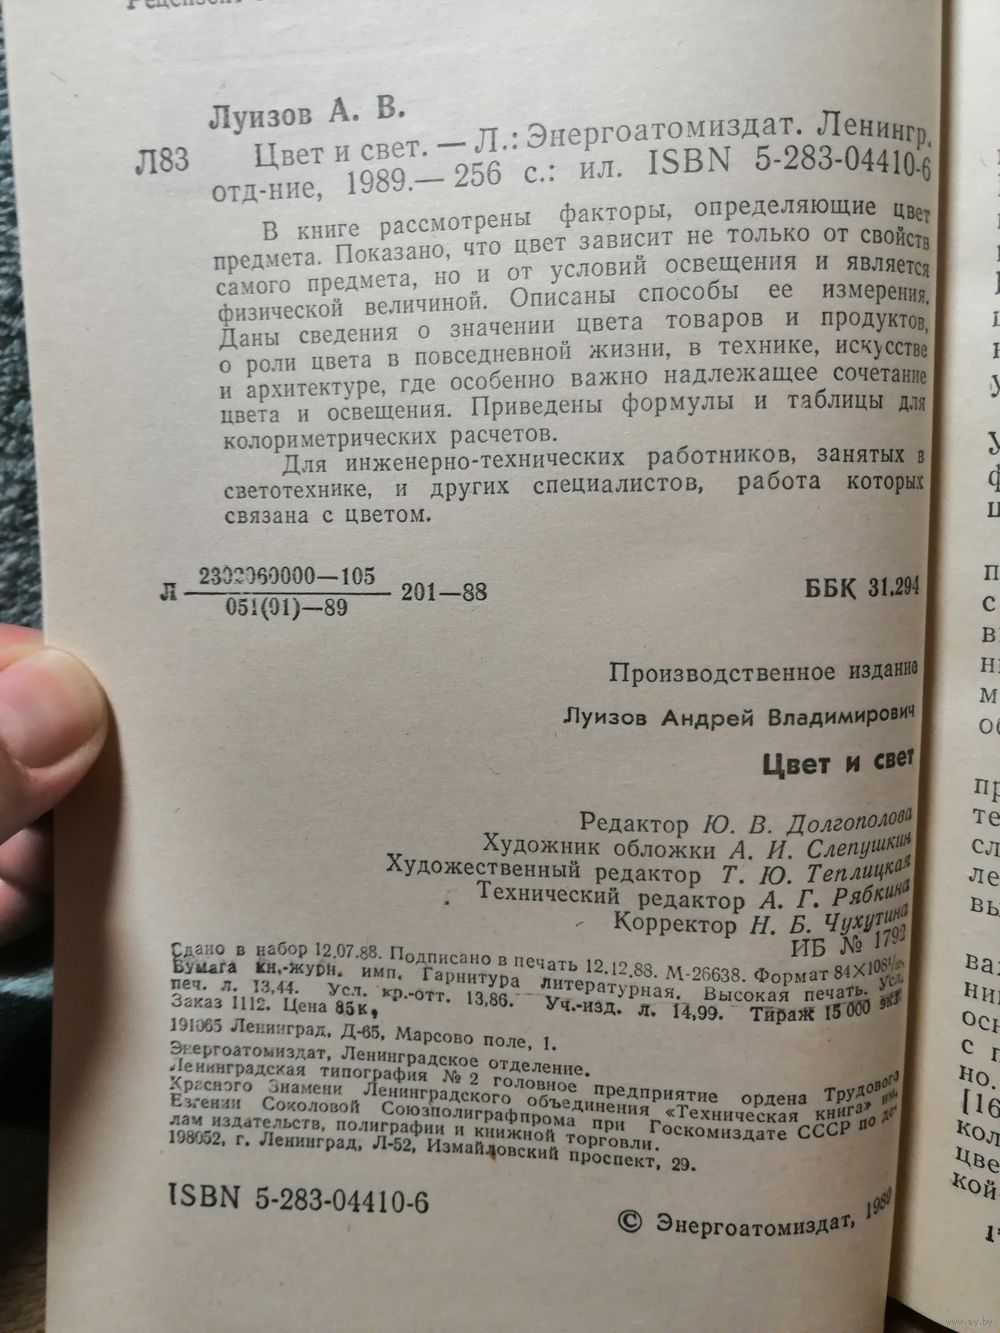 Рецензент
Луизов А. В.
Л83 Цвет и свет. — Л.: Энергоатомиздат. Ленингр.
отд-ние, 1989.— 256 с.: ил. ISBN 5-283-04410-6
В книге рассмотрены факторы, определяющие цвет
предмета. Показано, что цвет зависит не только от свойств
самого предмета, но и от условий освещения и является
физической величиной. Описаны способы ее измерения.
Даны сведения о значении цвета товаров и продуктов,
о роли цвета в повседневной жизни, в технике, искусстве
и архитектуре, где особенно важно надлежащее сочетание
цвета и освещения. Приведены формулы и таблицы для
колориметрических расчетов.
Для инженерно-технических работников, занятых в
светотехнике, и других специалистов, работа которых
связана с цветом.
2302060000—105
Л 201—88 ББК 31.294
051(01)—89
Производственное издание
Луизов Андрей Владимирович
Цвет и свет
Редактор Ю. В. Долгополова
Художник обложки А. И. Слепушкин
Художественный редактор Т. Ю. Теплицкая
Технический редактор А. Г. Рябкина
Корректор Н. Б. Чухутина
ИБ № 1792
Сдано в набор 12.07.88. Подписано в печать 12.12.88. М-26638. Формат 84×108¹/₃₂.
Бумага кн.-журн. имп. Гарнитура литературная. Высокая печать. Усл.
печ. л. 13,44. Усл. кр.-отт. 13,86. Уч.-изд. л. 14,99. Тираж 15 000 экз.
Заказ 1112. Цена 85к,
191065 Ленинград, Д-65, Марсово поле, 1.
Энергоатомиздат, Ленинградское отделение.
Ленинградская типография № 2 головное предприятие ордена Трудового
Красного Знамени Ленинградского объединения «Техническая книга» им.
Евгении Соколовой Союзполиграфпрома при Госкомиздате СССР по де-
лам издательств, полиграфии и книжной торговли.
198052, г. Ленинград, Л-52, Измайловский проспект, 29.
ISBN 5-283-04410-6
© Энергоатомиздат, 1989
www.ay.by